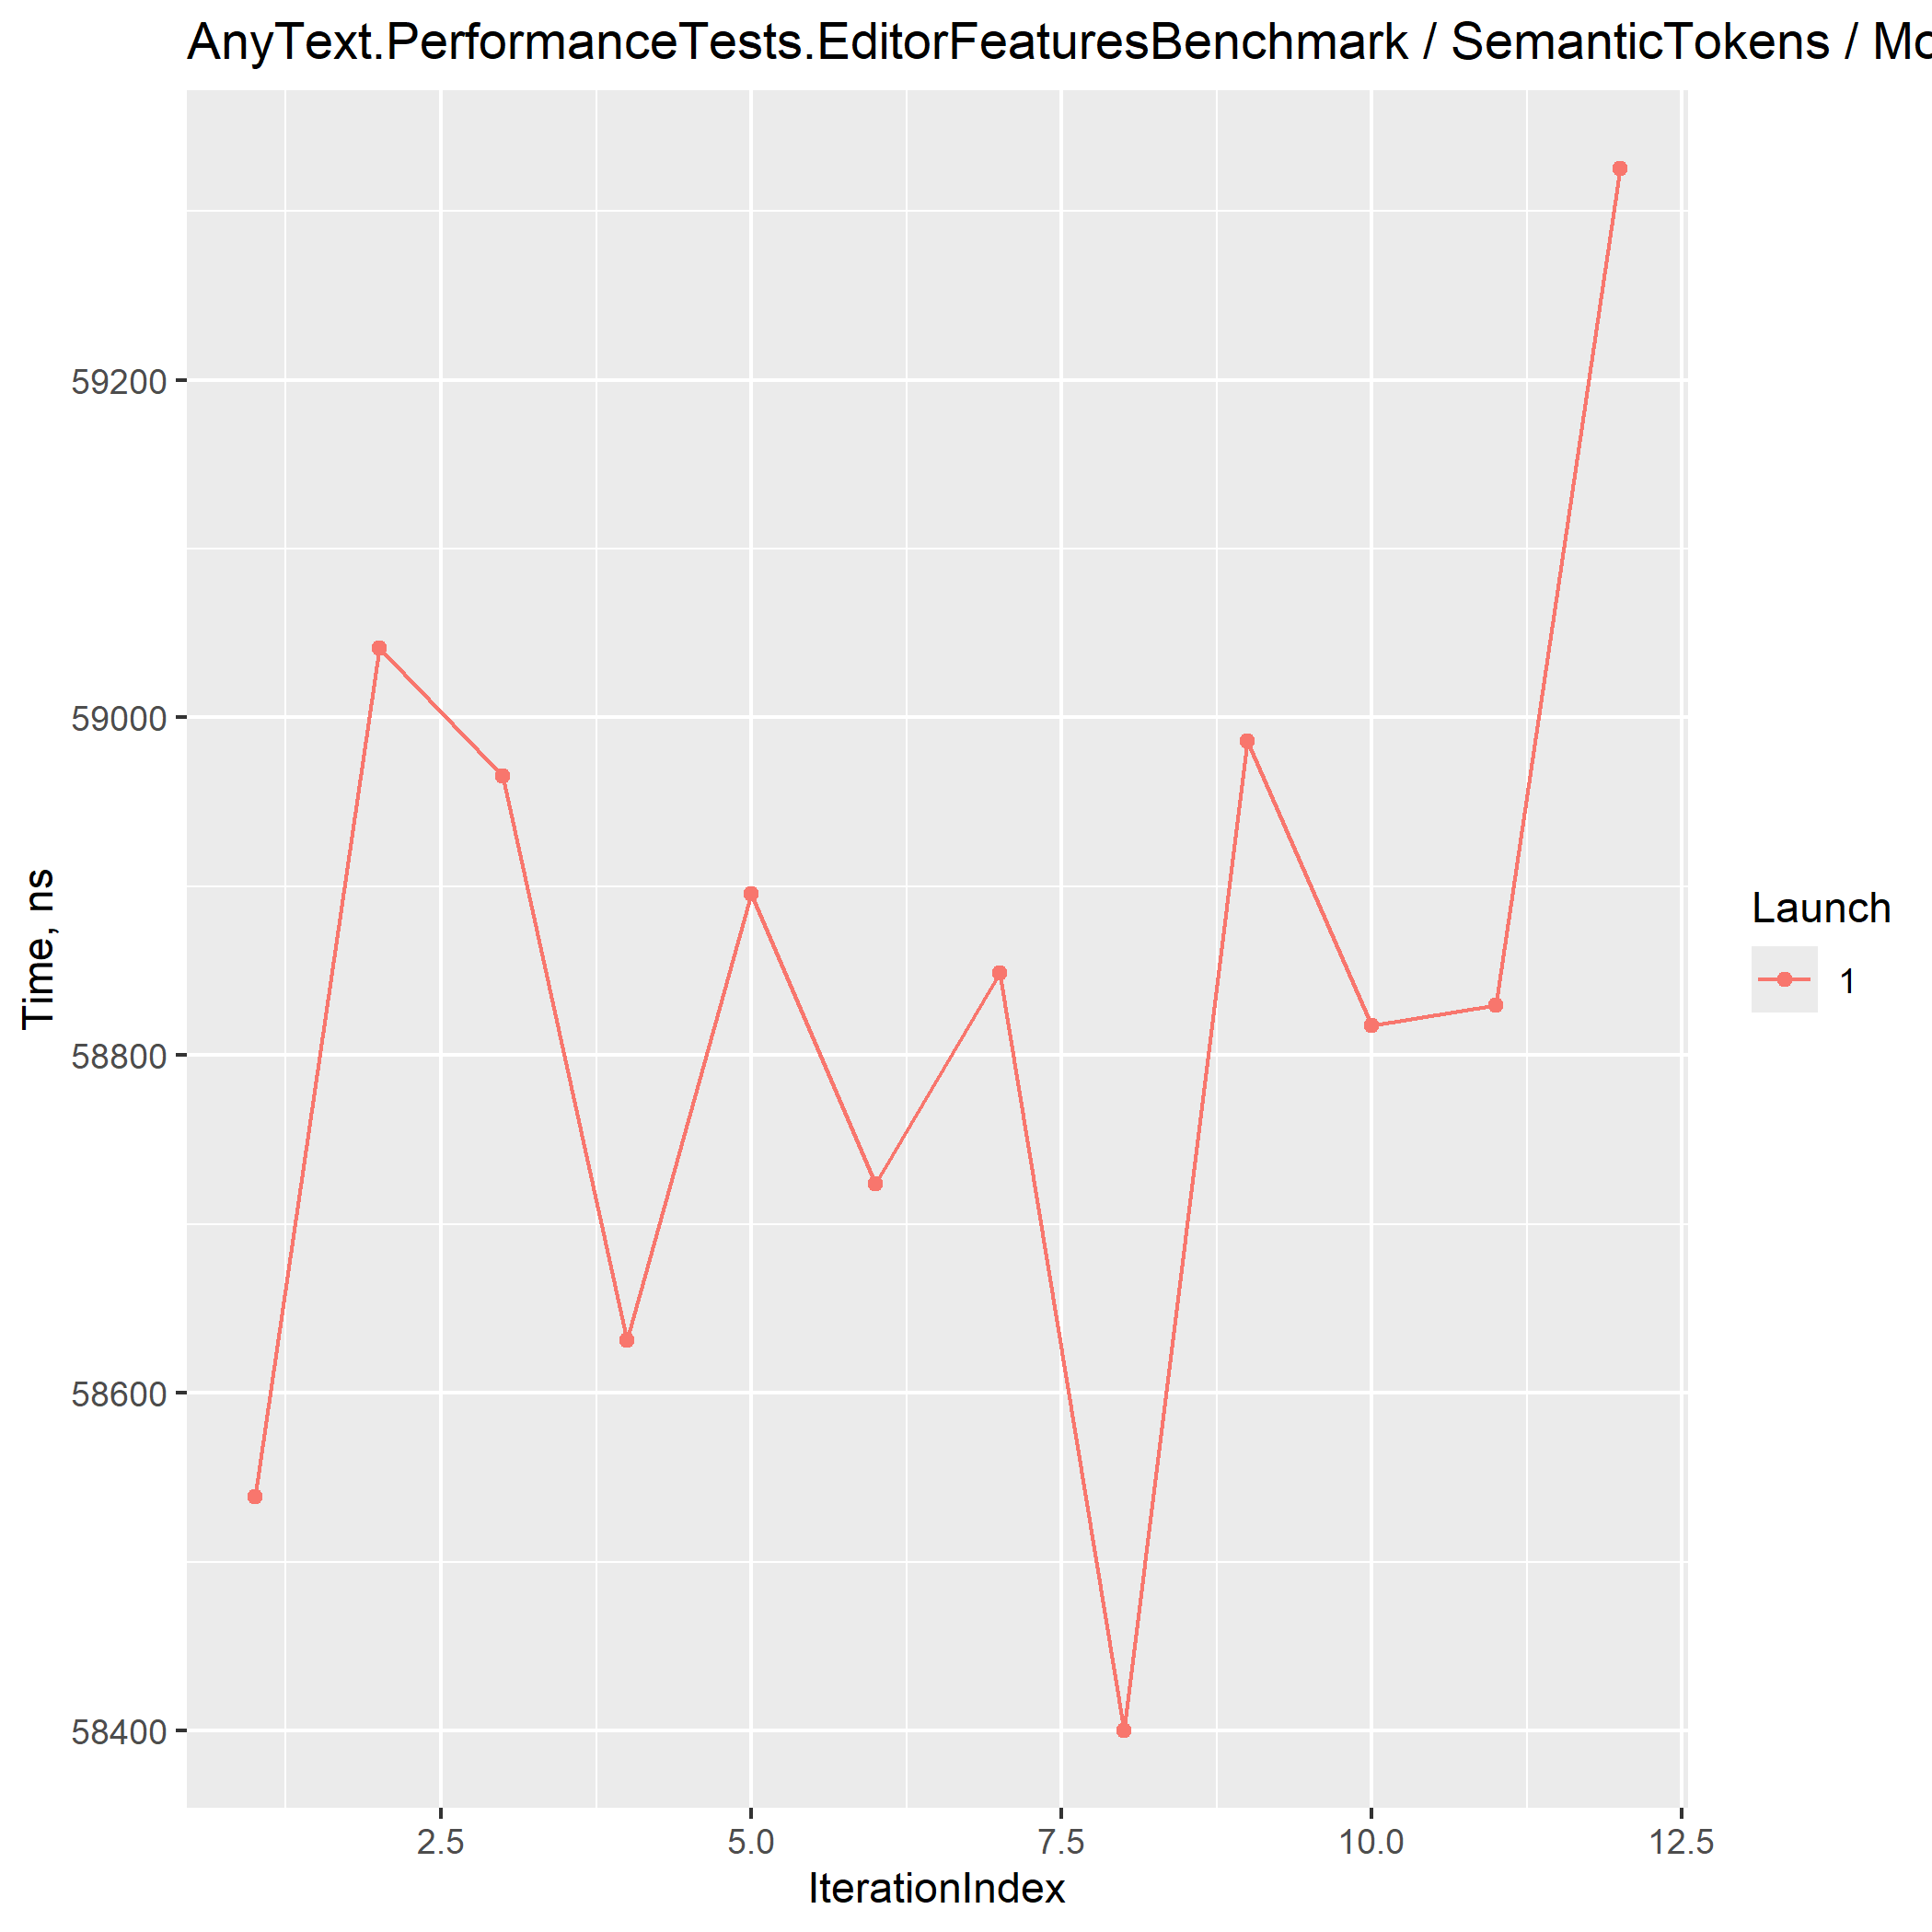 AnyText.PerformanceTests.EditorFeaturesBenchmark / SemanticTokens /
59200
59000
58800
58600
58400
Time, ns
2.5
5.0
7.5
10.0
12.5
IterationIndex
Launch
1